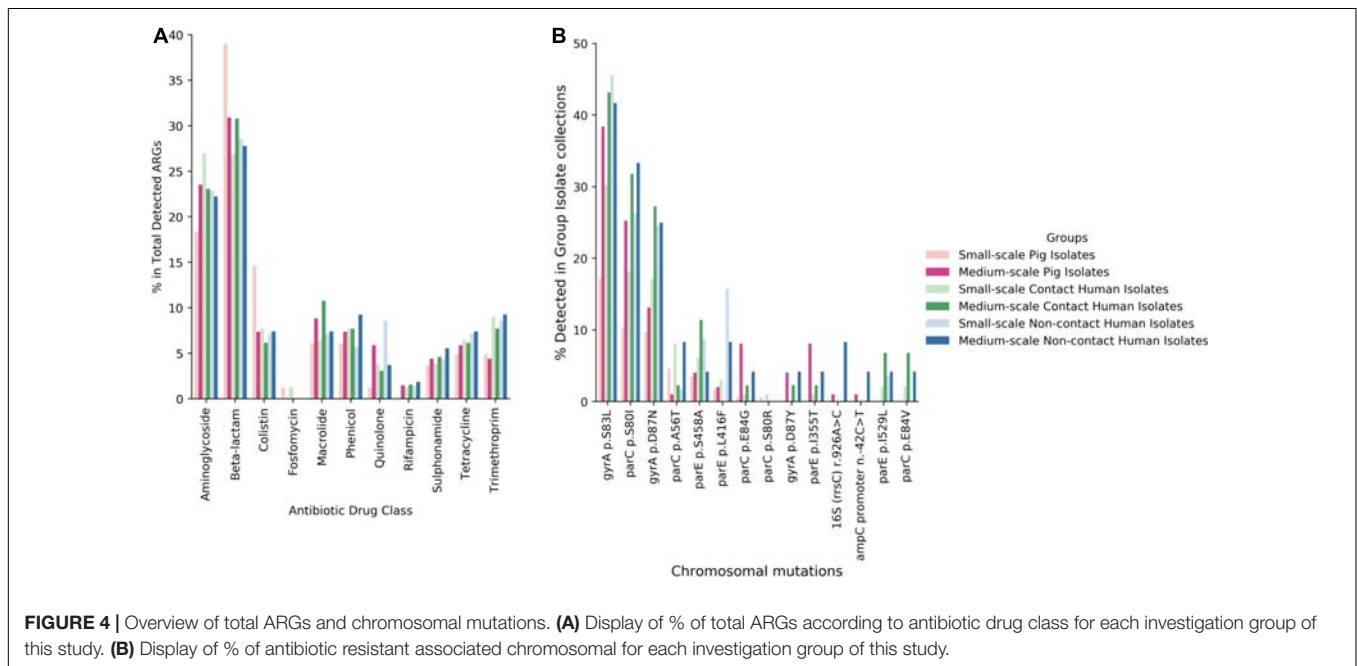 A
40
35
30
25
20
15
10
5
0
% in Total Detected ARGs
Aminoglycoside
Beta-lactam
Colistin
Fosfomycin
Macrolide
Phenicol
Quinolone
Rifampicin
Sulphonamide
Tetracycline
Trimethroprim
Antibiotic Drug Class
B
50
40
30
20
10
0
% Detected in Group Isolate collections
gyrA p.S83L
parC p.S80I
gyrA p.D87N
parC p.A56T
parE p.S458A
parE p.L416F
parC p.E84G
parC p.S80R
gyrA p.D87Y
parE p.I355T
16S (rrsC) r.926A>C
ampC promoter n.-42C>T
parE p.I529L
parC p.E84V
Chromosomal mutations
Groups
Small-scale Pig Isolates
Medium-scale Pig Isolates
Small-scale Contact Human Isolates
Medium-scale Contact Human Isolates
Small-scale Non-contact Human Isolates
Medium-scale Non-contact Human Isolates
FIGURE 4 | Overview of total ARGs and chromosomal mutations. (A) Display of % of total ARGs according to antibiotic drug class for each investigation group of
this study. (B) Display of % of antibiotic resistant associated chromosomal for each investigation group of this study.